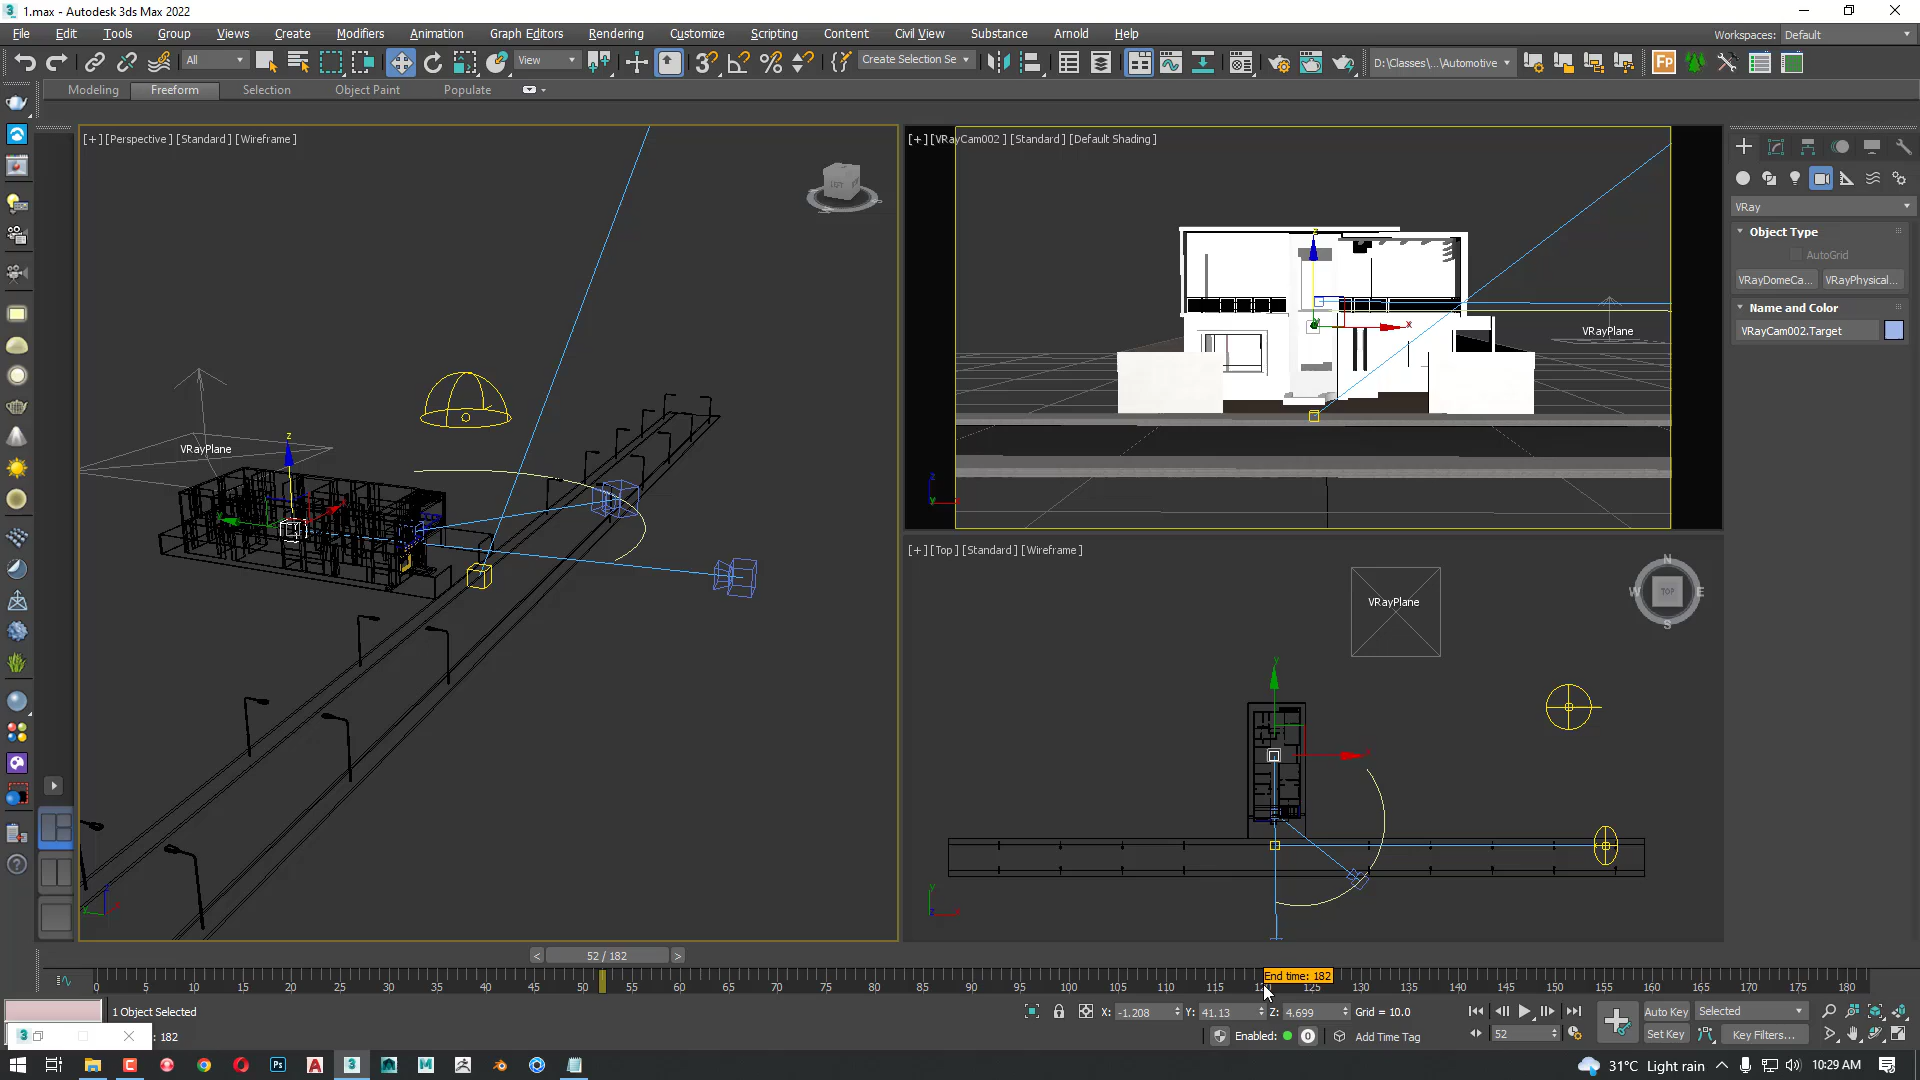 1.max - Autodesk 3ds Max 2022
File Edit Tools Group Views Create Modifiers Animation Graph Editors Rendering Customize Scripting Content Civil View Substance Arnold Help
Workspaces: Default
All View Create Selection Se D:\Classes\...\Automotive
Modeling Freeform Selection Object Paint Populate
[+] [Perspective] [Standard] [Wireframe]
[+] [VRayCam002] [Standard] [Default Shading]
VRay
Object Type
AutoGrid
VRayDomeCa... VRayPhysical...
Name and Color
VRayCam002.Target
VRayPlane
VRayPlane
LEFT
[+] [Top] [Standard] [Wireframe]
VRayPlane
N
W TOP E
S
< 52 / 182 >
End time: 182
0 5 10 15 20 25 30 35 40 45 50 55 60 65 70 75 80 85 90 95 100 105 110 115 125 130 135 140 145 150 155 160 165 170 175 180
1 Object Selected
X: -1.208 Y: 41.13 Z: 4.699 Grid = 10.0
Auto Key Selected
: 182
Enabled: 0 Add Time Tag
52
Set Key Key Filters...
31°C Light rain 10:29 AM